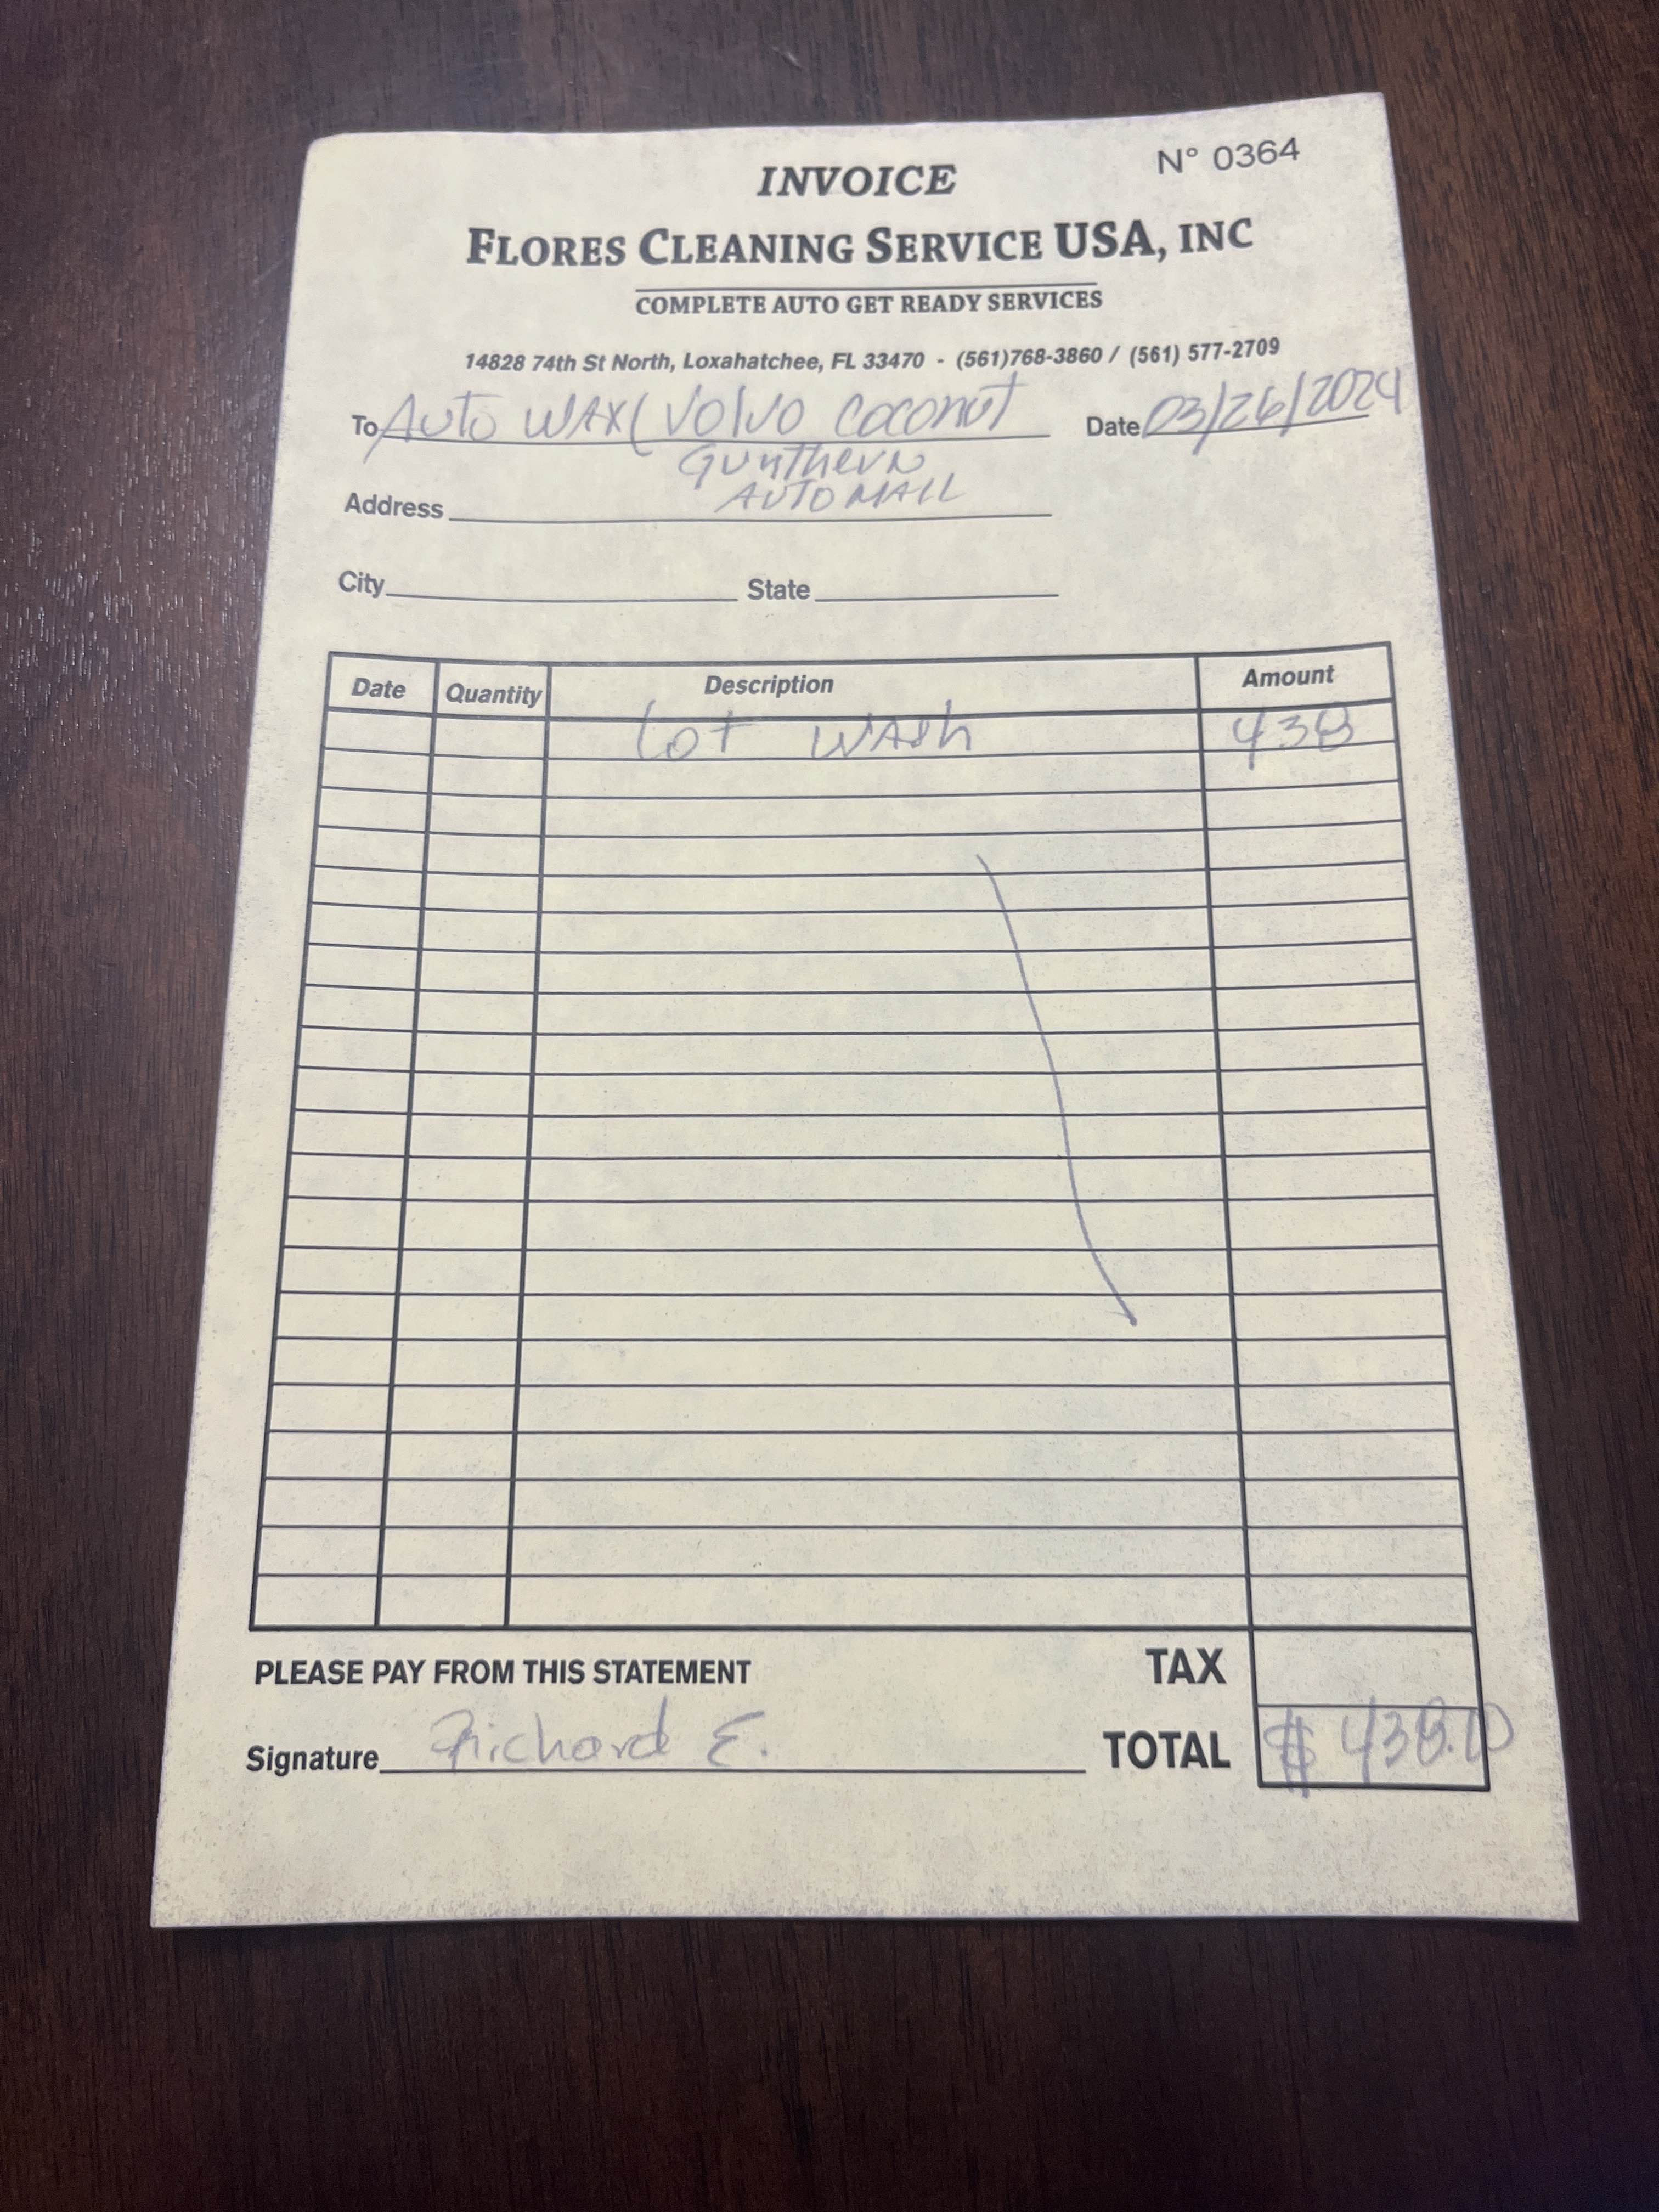 INVOICE
N° 0364
FLORES CLEANING SERVICE USA, INC
COMPLETE AUTO GET READY SERVICES
14828 74th St North, Loxahatchee, FL 33470 - (561)768-3860 / (561) 577-2709
To Auto WAX ( VOLVO Coconut Date 03/26/2024
Gunthern
Address AUTO MALL
City State
Date Quantity Description Amount
Lot WASh 438
PLEASE PAY FROM THIS STATEMENT TAX
Signature Richard E. TOTAL $ 438.0